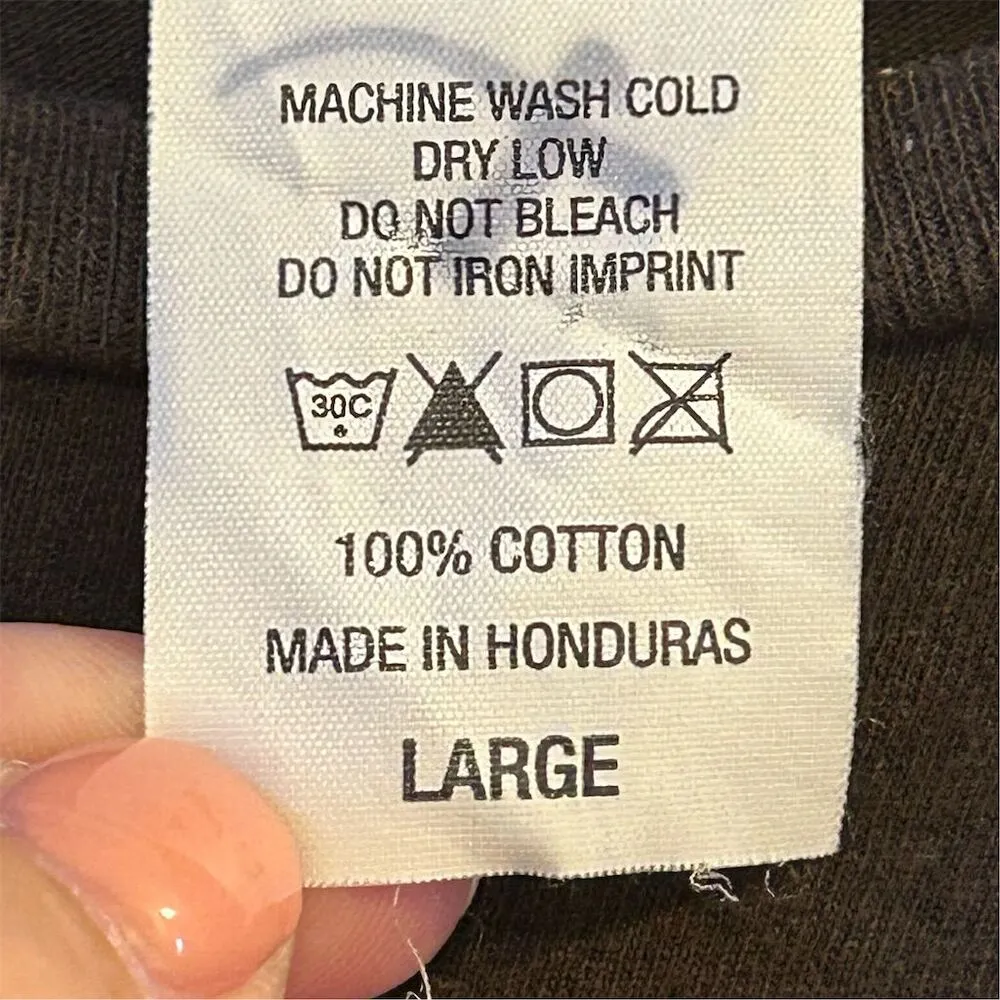 MACHINE WASH COLD
DRY LOW
DO NOT BLEACH
DO NOT IRON IMPRINT
30C
100% COTTON
MADE IN HONDURAS
LARGE